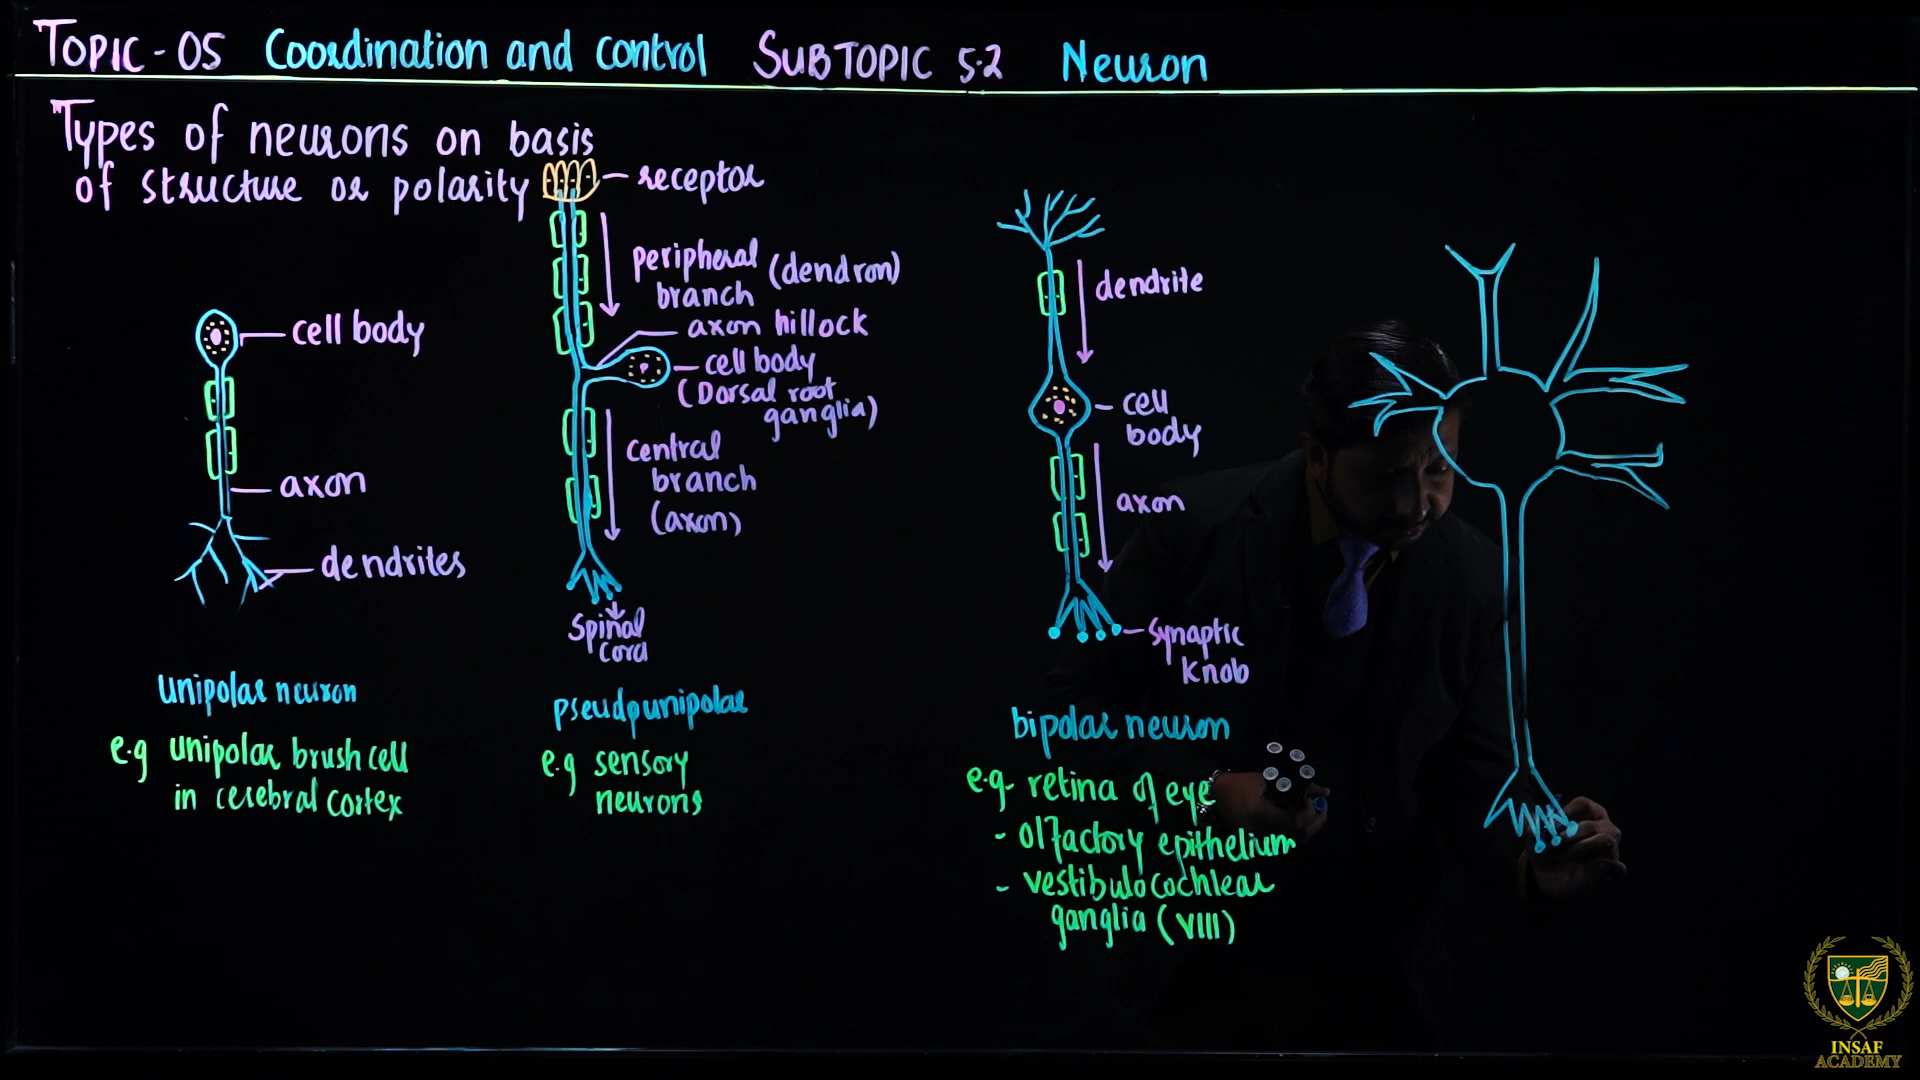 TOPIC - 05 Coordination and control SUBTOPIC 5.2 Neuron
Types of neurons on basis
of structure or polarity
cell body
axon
dendrites
unipolar neuron
e.g unipolar brush cell
in cerebral cortex
receptor
peripheral (dendron)
branch
axon hillock
cell body
(Dorsal root
ganglia)
central
branch
(axon)
Spinal
cord
pseudounipolar
e.g sensory
neurons
dendrite
cell
body
axon
synaptic
knob
bipolar neuron
e.g- retina of eye
- olfactory epithelium
- vestibulocochlear
ganglia (VIII)
INSAF
ACADEMY